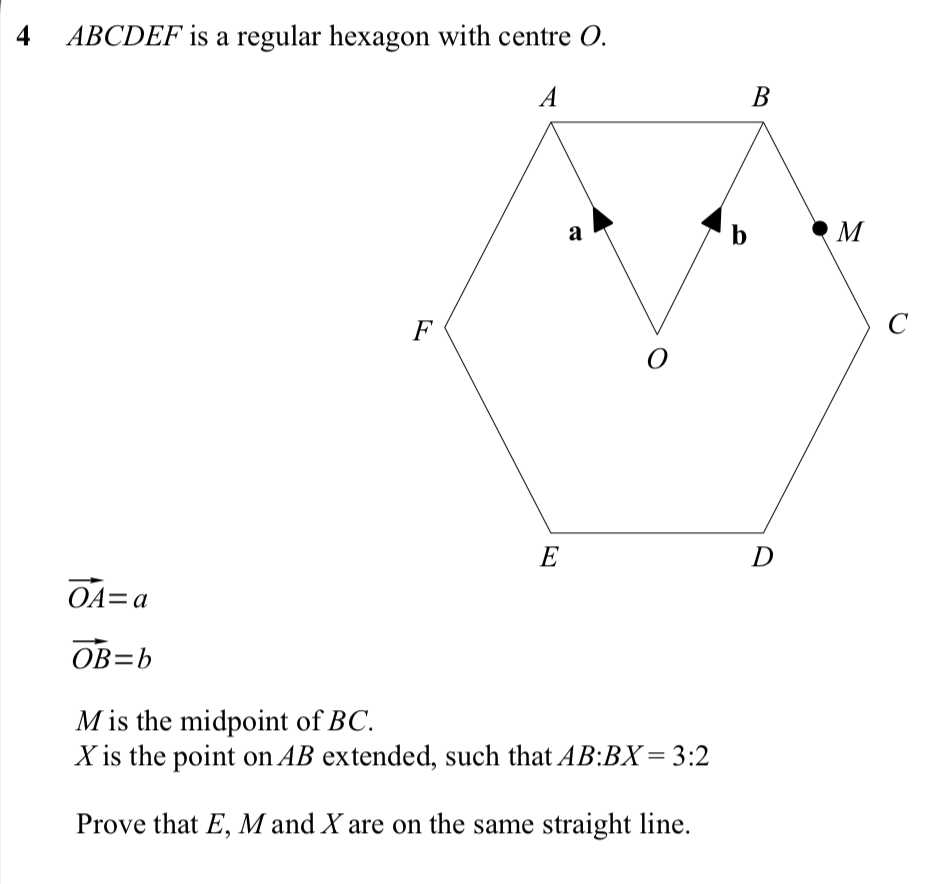 4 ABCDEF is a regular hexagon with centre O.
A B
a b M
F C
O
E D
OA=a
OB=b
M is the midpoint of BC.
X is the point on AB extended, such that AB:BX= 3:2
Prove that E, M and X are on the same straight line.